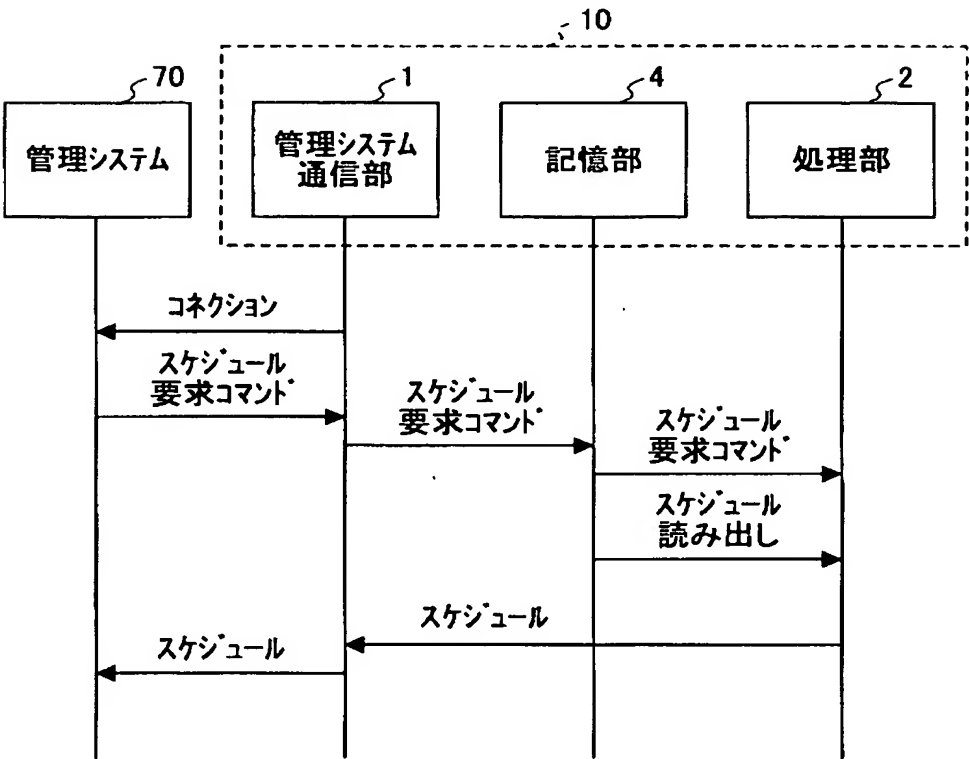 10
70
1
4
2
管理システム
管理システム
通信部
記憶部
処理部
コネクション
スケジュール
要求コマンド
スケジュール
要求コマンド
スケジュール
要求コマンド
スケジュール
読み出し
スケジュール
スケジュール